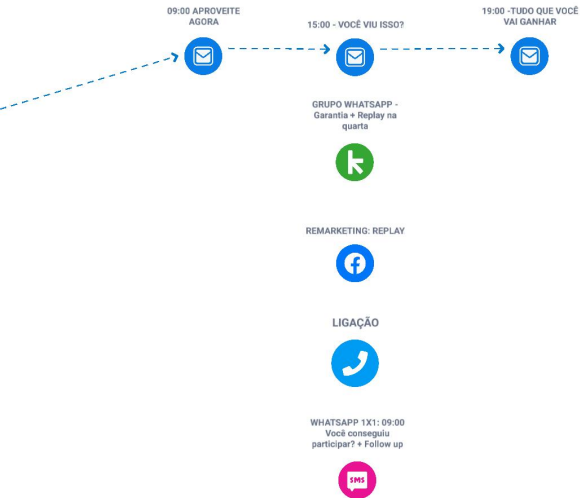 09:00 APROVEITE
AGORA
15:00 - VOCÊ VIU ISSO?
19:00 -TUDO QUE VOCÊ
VAI GANHAR
GRUPO WHATSAPP -
Garantia + Replay na
quarta
REMARKETING: REPLAY
LIGAÇÃO
WHATSAPP 1X1: 09:00
Você conseguiu
participar? + Follow up
SMS